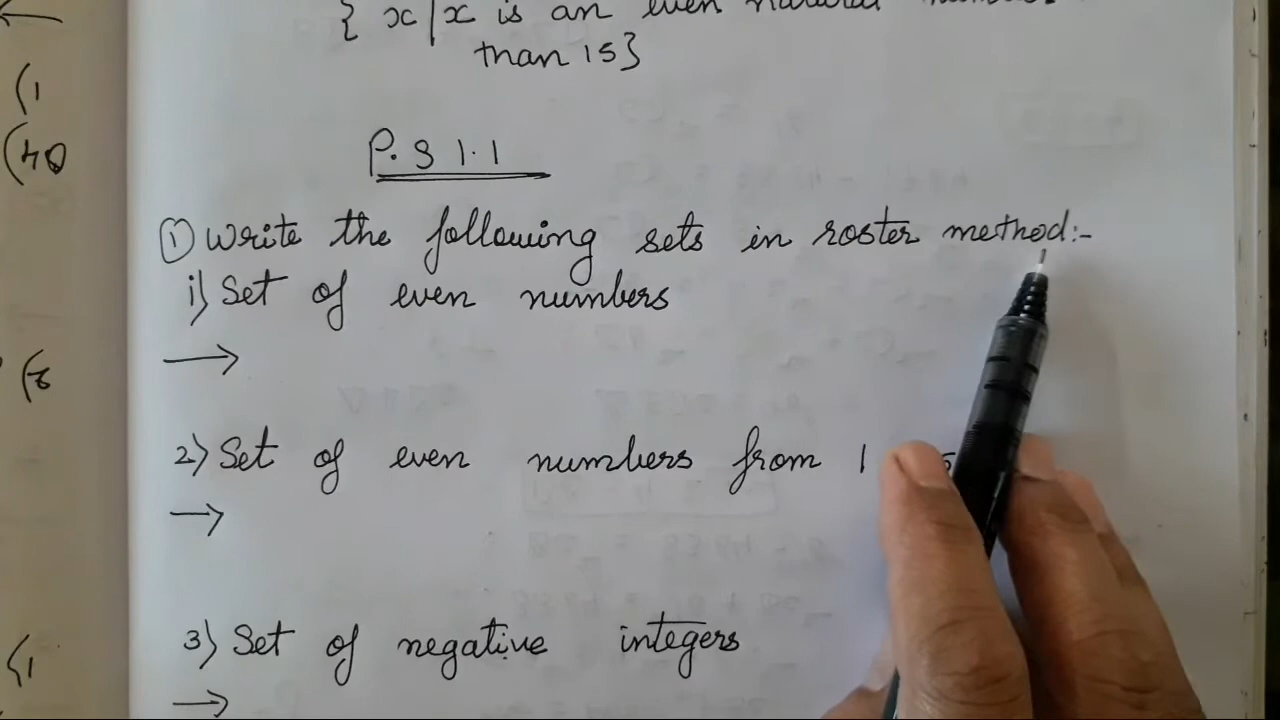 { x | x is an even natural
than 15}
P.S 1.1
① Write the following sets in roster method:-
i) Set of even numbers
→
2) Set of even numbers from 1
→
3) Set of negative integers
→